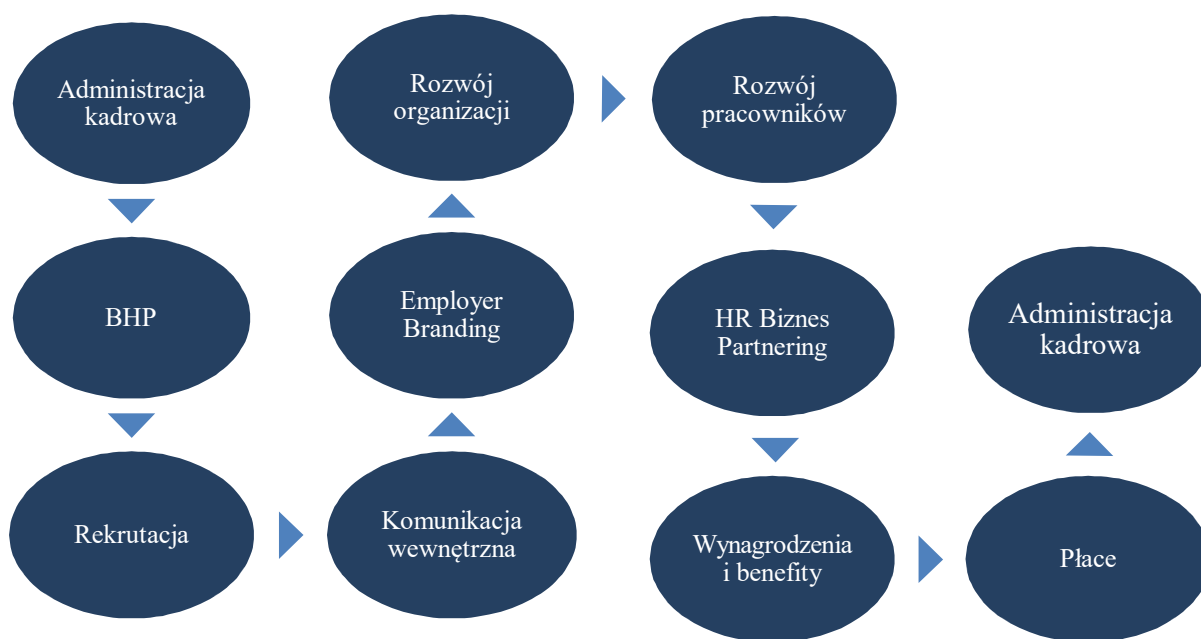 Administracja
kadrowa
BHP
Rekrutacja
Komunikacja
wewnętrzna
Employer
Branding
Rozwój
organizacji
Rozwój
pracowników
HR Biznes
Partnering
Wynagrodzenia
i benefity
Płace
Administracja
kadrowa